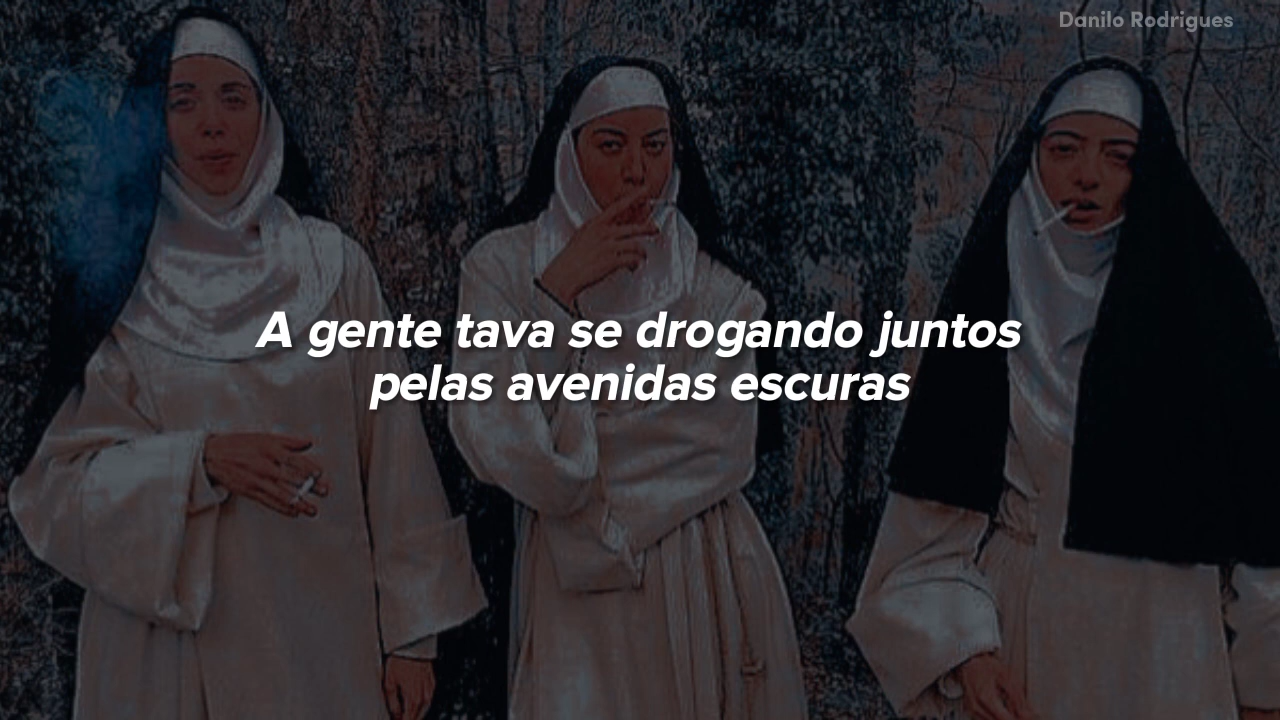 Danilo Rodrigues
A gente tava se drogando juntos
pelas avenidas escuras